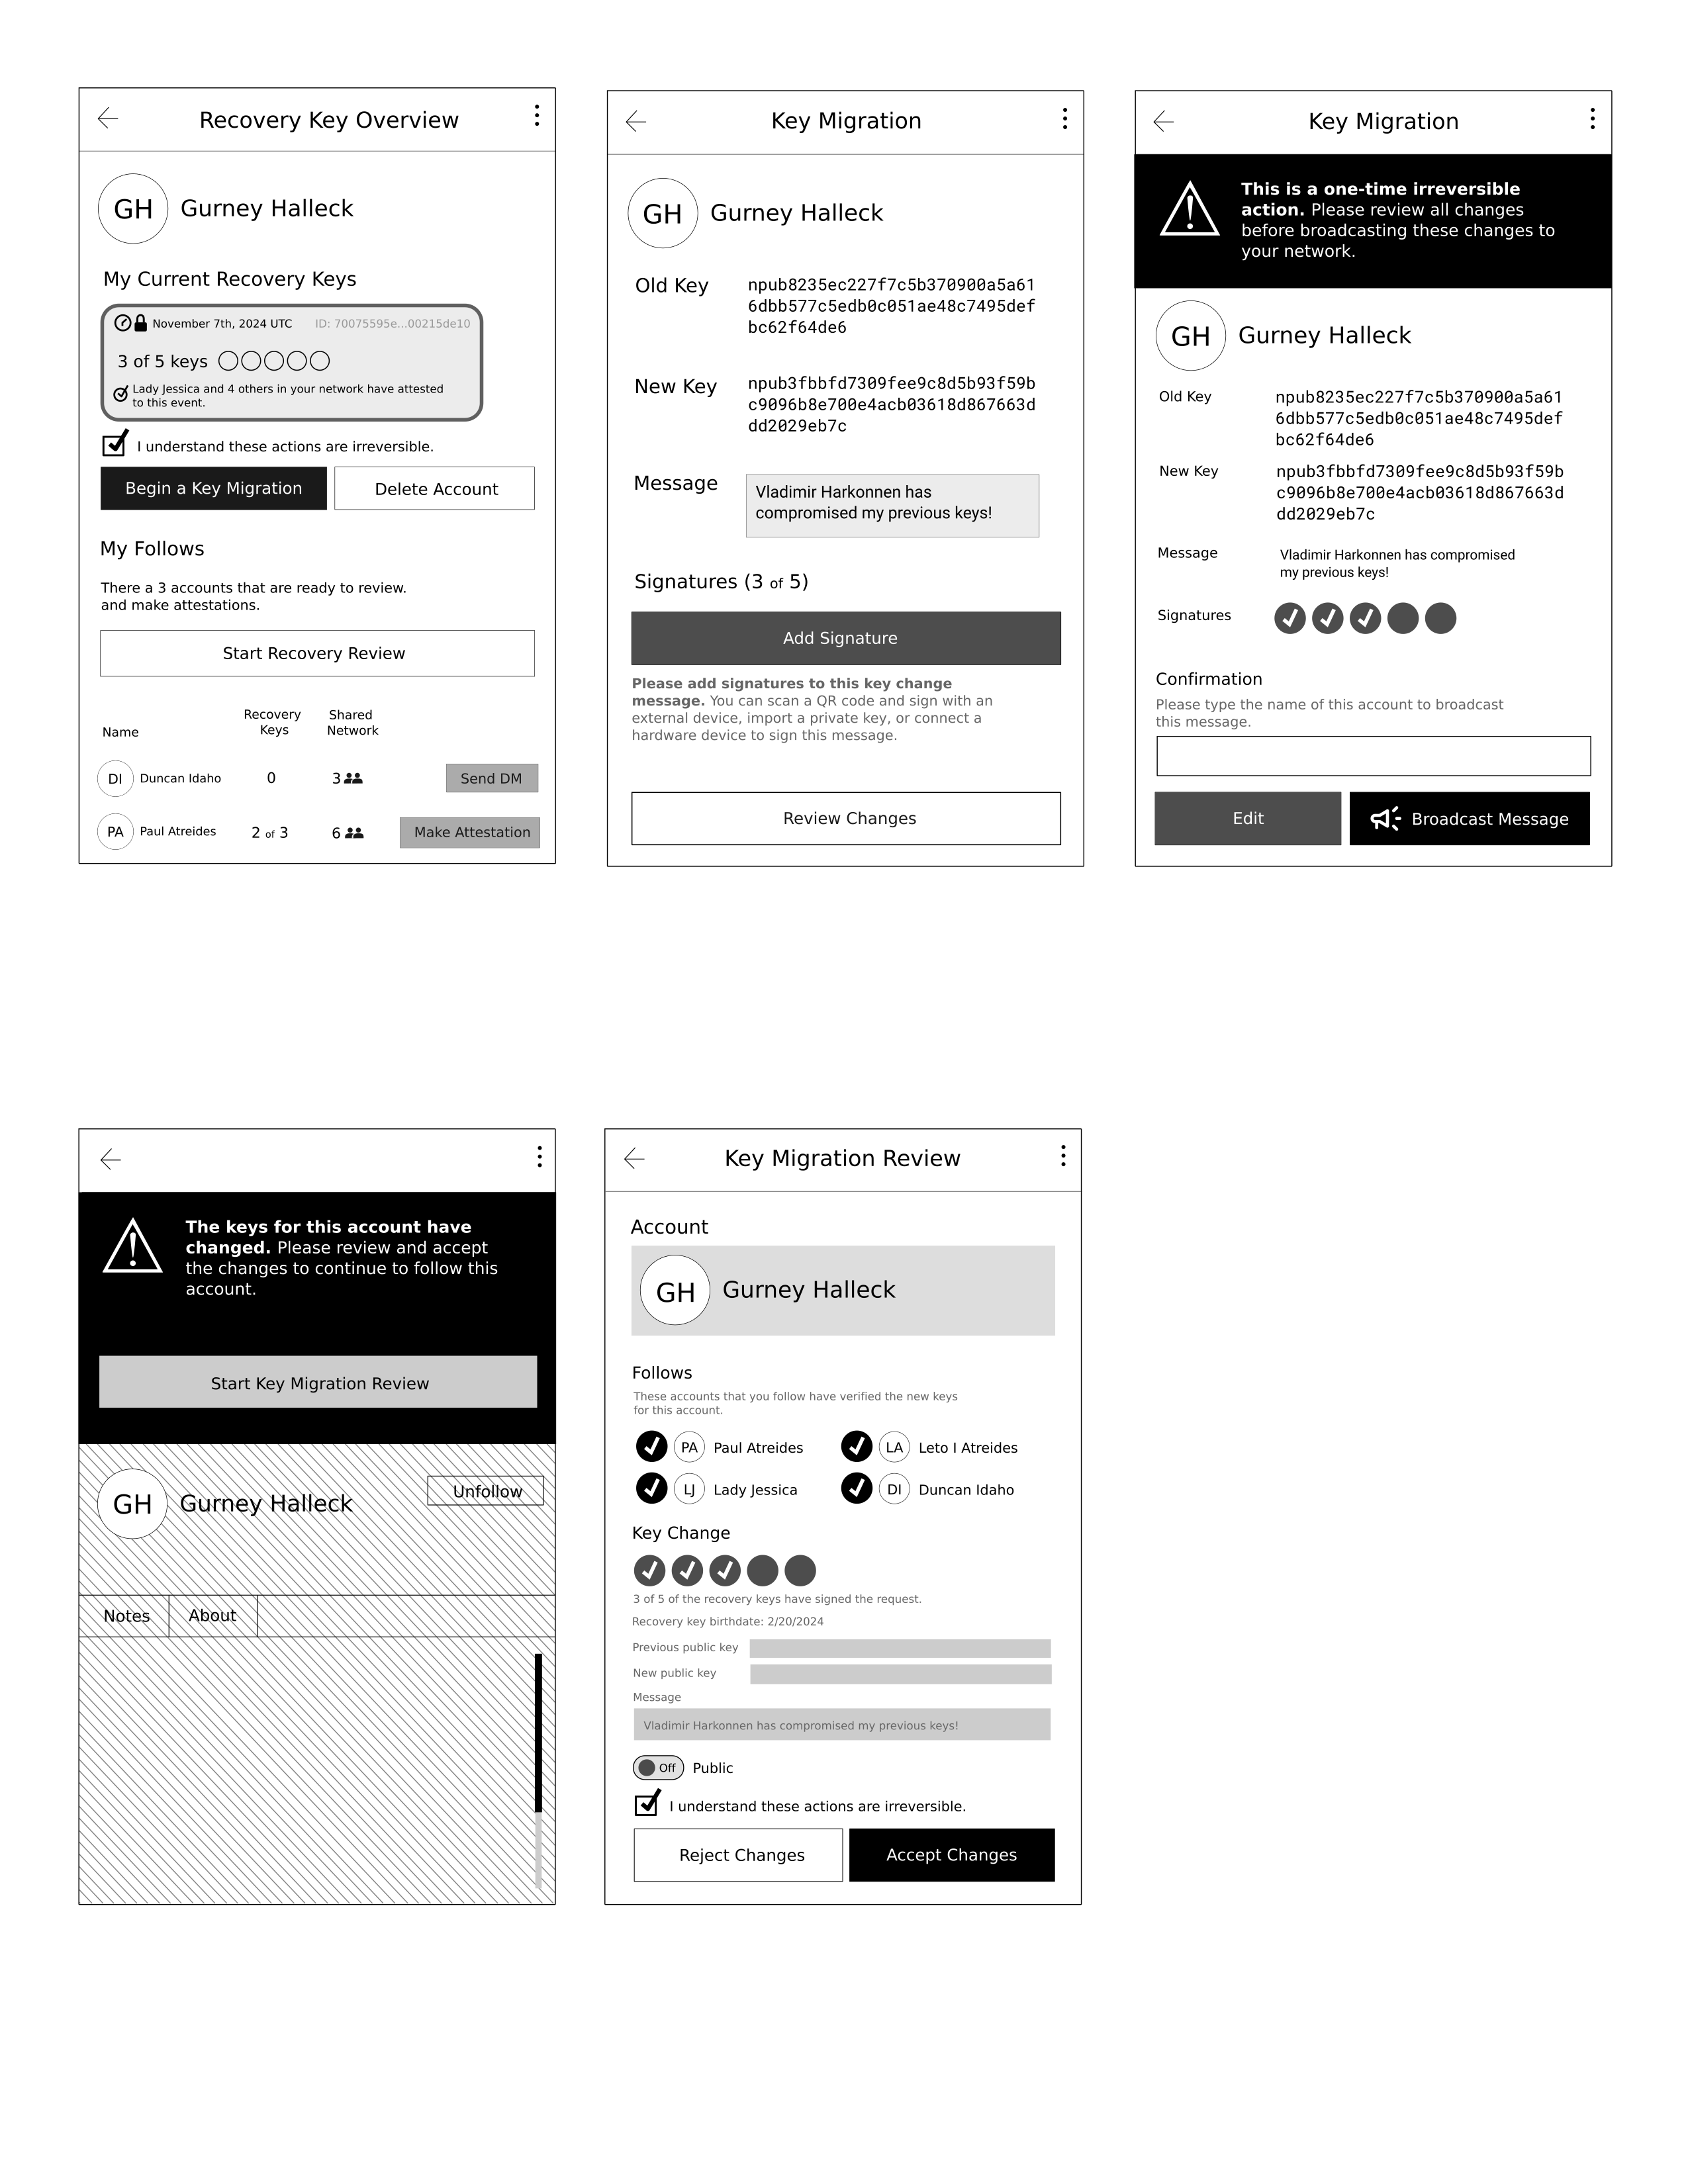 Recovery Key Overview
GH
Gurney Halleck
My Current Recovery Keys
November 7th, 2024 UTC
ID: 70075595e...00215de10
3 of 5 keys
Lady Jessica and 4 others in your network have attested
to this event.
I understand these actions are irreversible.
Begin a Key Migration
Delete Account
My Follows
There a 3 accounts that are ready to review.
and make attestations.
Start Recovery Review
Name
Recovery
Keys
Shared
Network
DI Duncan Idaho 0 3 Send DM
PA Paul Atreides 2 of 3 6 Make Attestation
Key Migration
GH
Gurney Halleck
Old Key
npub8235ec227f7c5b370900a5a61
6dbb577c5edb0c051ae48c7495def
bc62f64de6
New Key
npub3fbbfd7309fee9c8d5b93f59b
c9096b8e700e4acb03618d867663d
dd2029eb7c
Message
Vladimir Harkonnen has
compromised my previous keys!
Signatures (3 of 5)
Add Signature
Please add signatures to this key change
message. You can scan a QR code and sign with an
external device, import a private key, or connect a
hardware device to sign this message.
Review Changes
Key Migration
This is a one-time irreversible
action. Please review all changes
before broadcasting these changes to
your network.
GH
Gurney Halleck
Old Key
npub8235ec227f7c5b370900a5a61
6dbb577c5edb0c051ae48c7495def
bc62f64de6
New Key
npub3fbbfd7309fee9c8d5b93f59b
c9096b8e700e4acb03618d867663d
dd2029eb7c
Message
Vladimir Harkonnen has compromised
my previous keys!
Signatures
Confirmation
Please type the name of this account to broadcast
this message.
Edit
Broadcast Message
The keys for this account have
changed. Please review and accept
the changes to continue to follow this
account.
Start Key Migration Review
GH
Gurney Halleck
Unfollow
Notes
About
Key Migration Review
Account
GH
Gurney Halleck
Follows
These accounts that you follow have verified the new keys
for this account.
PA Paul Atreides
LA Leto I Atreides
LJ Lady Jessica
DI Duncan Idaho
Key Change
3 of 5 of the recovery keys have signed the request.
Recovery key birthdate: 2/20/2024
Previous public key
New public key
Message
Vladimir Harkonnen has compromised my previous keys!
Off
Public
I understand these actions are irreversible.
Reject Changes
Accept Changes